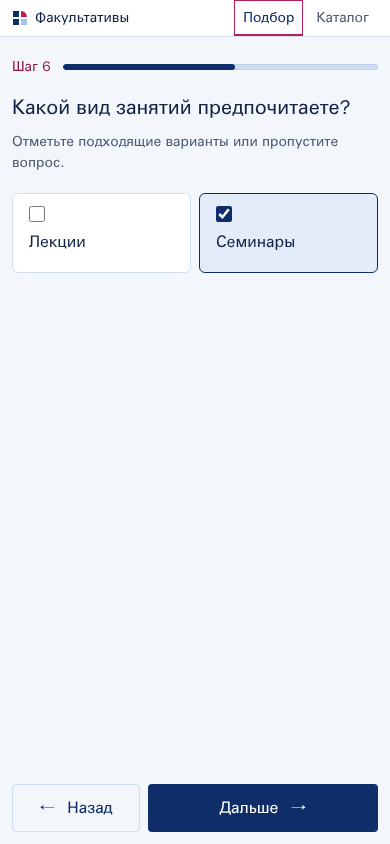 Факультативы
Подбор
Каталог
Шаг 6
Какой вид занятий предпочитаете?
Отметьте подходящие варианты или пропустите
вопрос.
Лекции
Семинары
← Назад
Дальше →